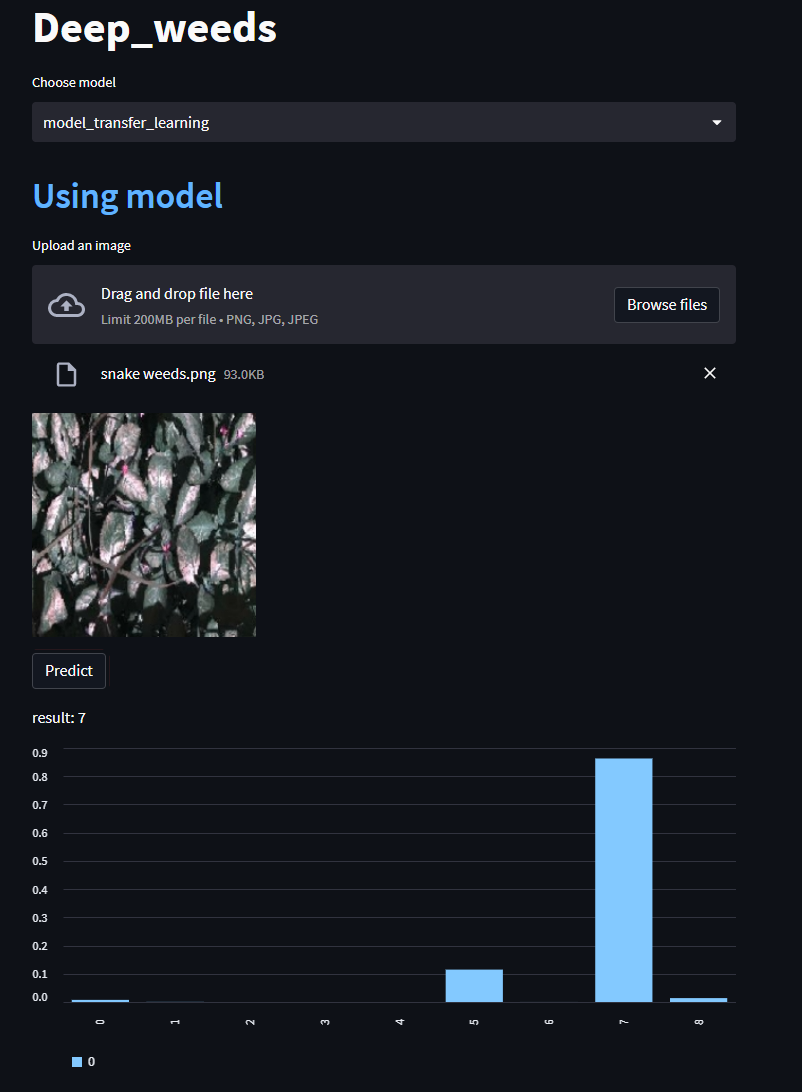 Deep_weeds
Choose model
model_transfer_learning
Using model
Upload an image
Drag and drop file here
Limit 200MB per file • PNG, JPG, JPEG
Browse files
snake weeds.png 93.0KB
Predict
result: 7
0.9
0.8
0.7
0.6
0.5
0.4
0.3
0.2
0.1
0.0
0 1 2 3 4 5 6 7 8
0